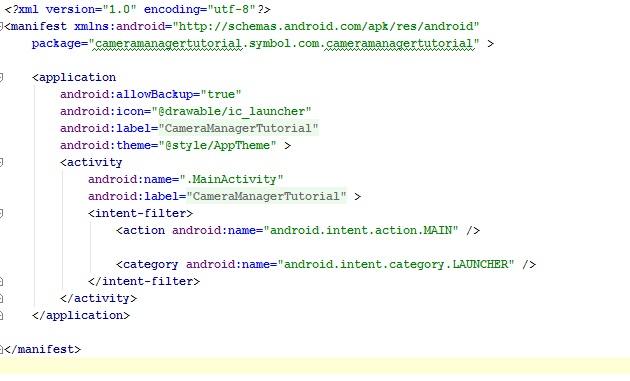 <?xml version="1.0" encoding="utf-8"?>
<manifest xmlns:android="http://schemas.android.com/apk/res/android"
    package="cameramanagertutorial.symbol.com.cameramanagertutorial" >
    <application
        android:allowBackup="true"
        android:icon="@drawable/ic_launcher"
        android:label="CameraManagerTutorial"
        android:theme="@style/AppTheme" >
        <activity
            android:name=".MainActivity"
            android:label="CameraManagerTutorial" >
            <intent-filter>
                <action android:name="android.intent.action.MAIN" />
                <category android:name="android.intent.category.LAUNCHER" />
            </intent-filter>
        </activity>
    </application>
</manifest>